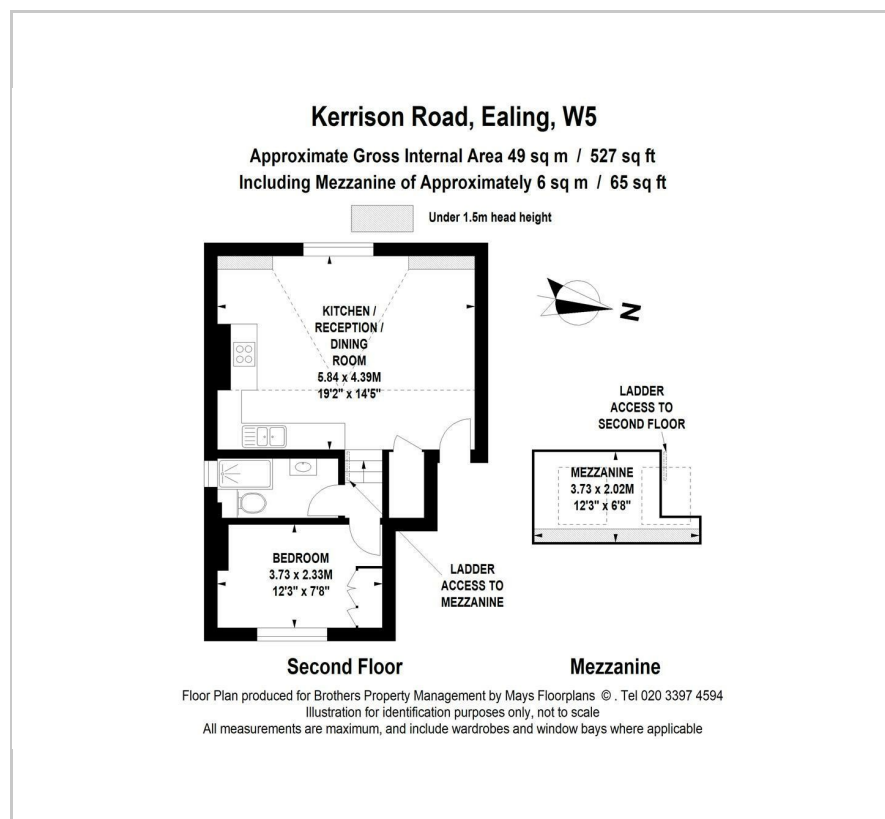 Kerrison Road, Ealing, W5
Approximate Gross Internal Area 49 sq m / 527 sq ft
Including Mezzanine of Approximately 6 sq m / 65 sq ft
Under 1.5m head height
KITCHEN /
RECEPTION /
DINING
ROOM
5.84 x 4.39M
19'2" x 14'5"
N
LADDER
ACCESS TO
SECOND FLOOR
MEZZANINE
3.73 x 2.02M
12'3" x 6'8"
BEDROOM
3.73 x 2.33M
12'3" x 7'8"
LADDER
ACCESS TO
MEZZANINE
Second Floor
Mezzanine
Floor Plan produced for Brothers Property Management by Mays Floorplans © . Tel 020 3397 4594
Illustration for identification purposes only, not to scale
All measurements are maximum, and include wardrobes and window bays where applicable